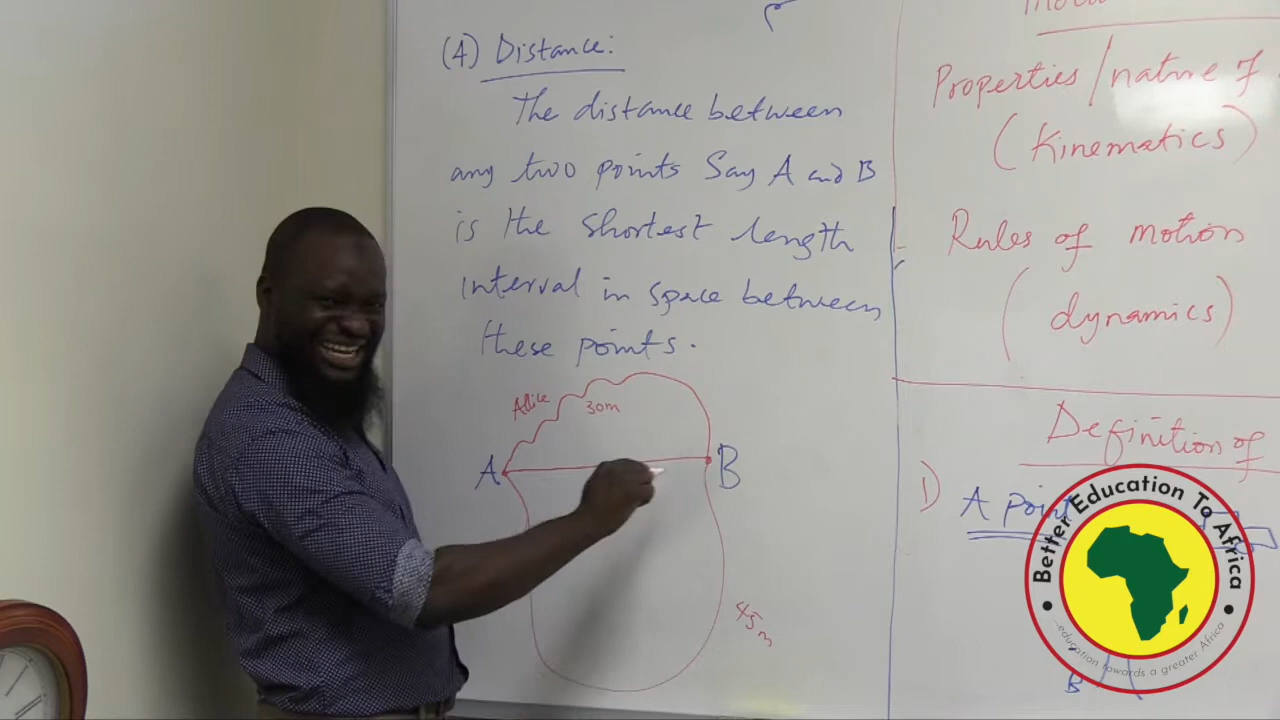 (4) Distance:
The distance between
any two points Say A and B
is the shortest length
interval in space between
these points.
Alice
30m
A
B
45m
Properties/nature of
(Kinematics)
Rules of motion
(dynamics)
Definition of
1)
A point
B
Better Education To Africa
...education towards a greater Africa